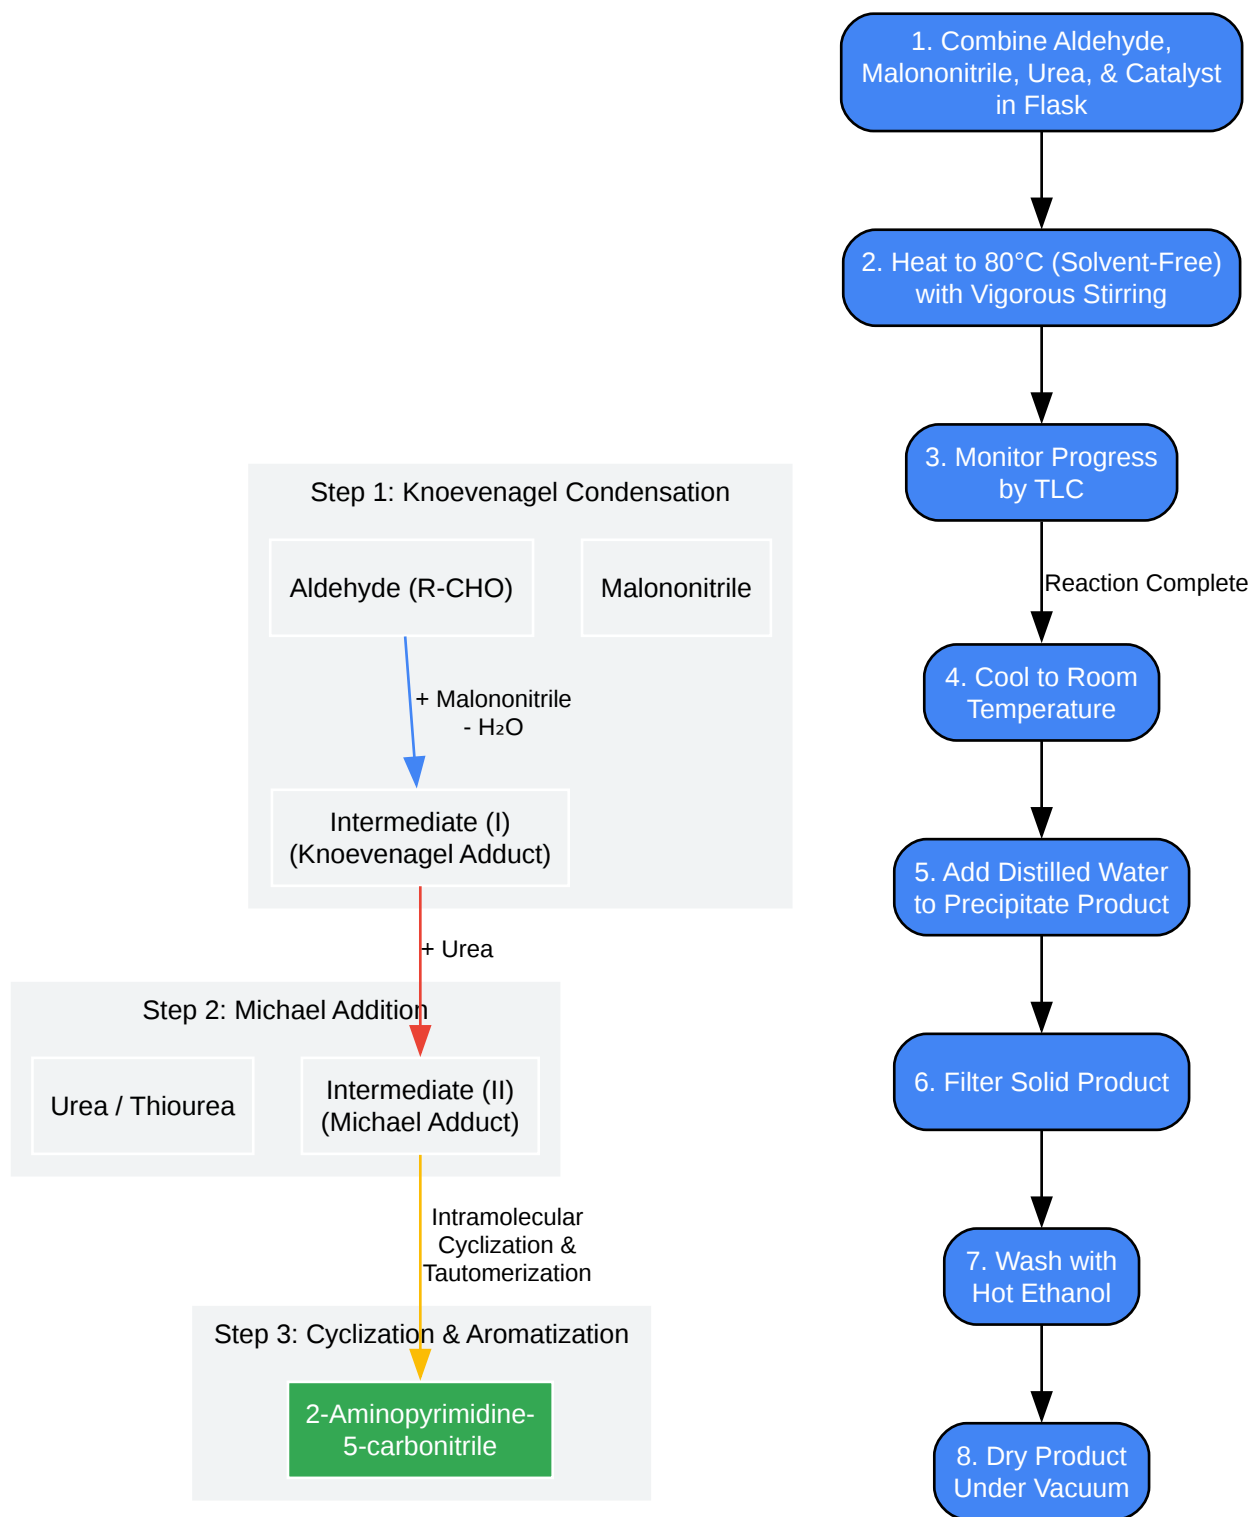 Step 1: Knoevenagel Condensation
Aldehyde (R-CHO)
Malononitrile
+ Malononitrile
- H₂O
Intermediate (I)
(Knoevenagel Adduct)
+ Urea
Step 2: Michael Addition
Urea / Thiourea
Intermediate (II)
(Michael Adduct)
Intramolecular
Cyclization &
Tautomerization
Step 3: Cyclization & Aromatization
2-Aminopyrimidine-
5-carbonitrile
1. Combine Aldehyde,
Malononitrile, Urea, & Catalyst
in Flask
2. Heat to 80°C (Solvent-Free)
with Vigorous Stirring
3. Monitor Progress
by TLC
Reaction Complete
4. Cool to Room
Temperature
5. Add Distilled Water
to Precipitate Product
6. Filter Solid Product
7. Wash with
Hot Ethanol
8. Dry Product
Under Vacuum